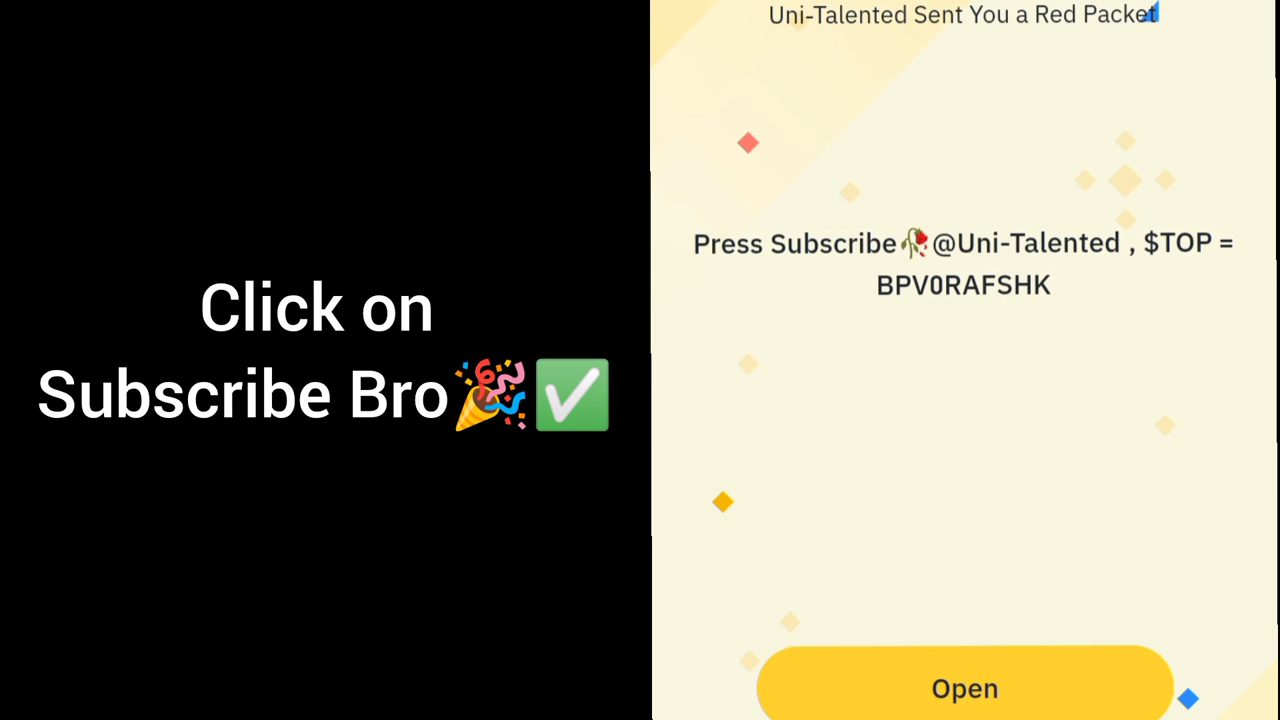 Click on
Subscribe Bro🎉✅
Uni-Talented Sent You a Red Packet
Press Subscribe🥀@Uni-Talented , $TOP =
BPV0RAFSHK
Open